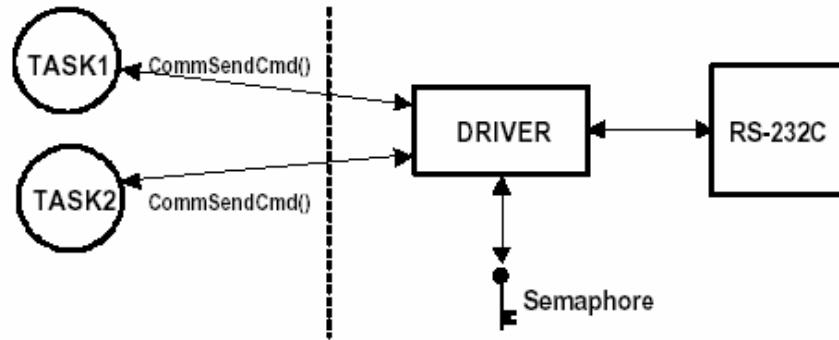 TASK1
CommSendCmd()
DRIVER
RS-232C
TASK2
CommSendCmd()
Semaphore